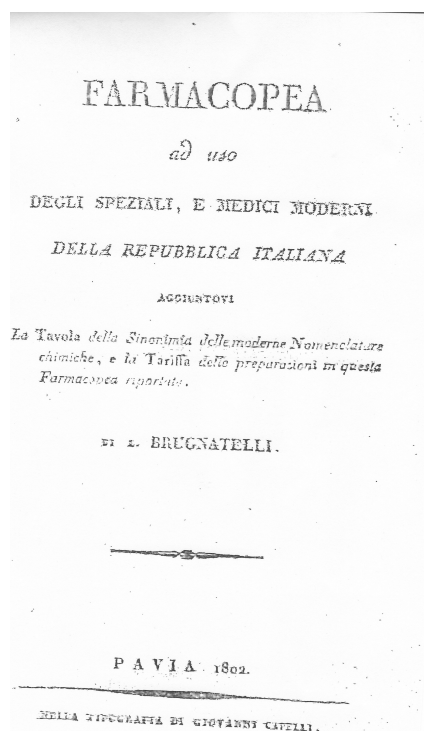 FARMACOPEA
ad uso
DEGLI SPEZIALI, E MEDICI MODERNI
DELLA REPUBBLICA ITALIANA
AGGIUNTOVI
La Tavola della Sinonimia delle moderne Nomenclature
chimiche, e la Tariffa delle preparazioni in questa
Farmacopea riportate.
DI L. BRUGNATELLI.
PAVIA 1802.
NELLA TIPOGRAFIA DI GIOVANNI CAPELLI.